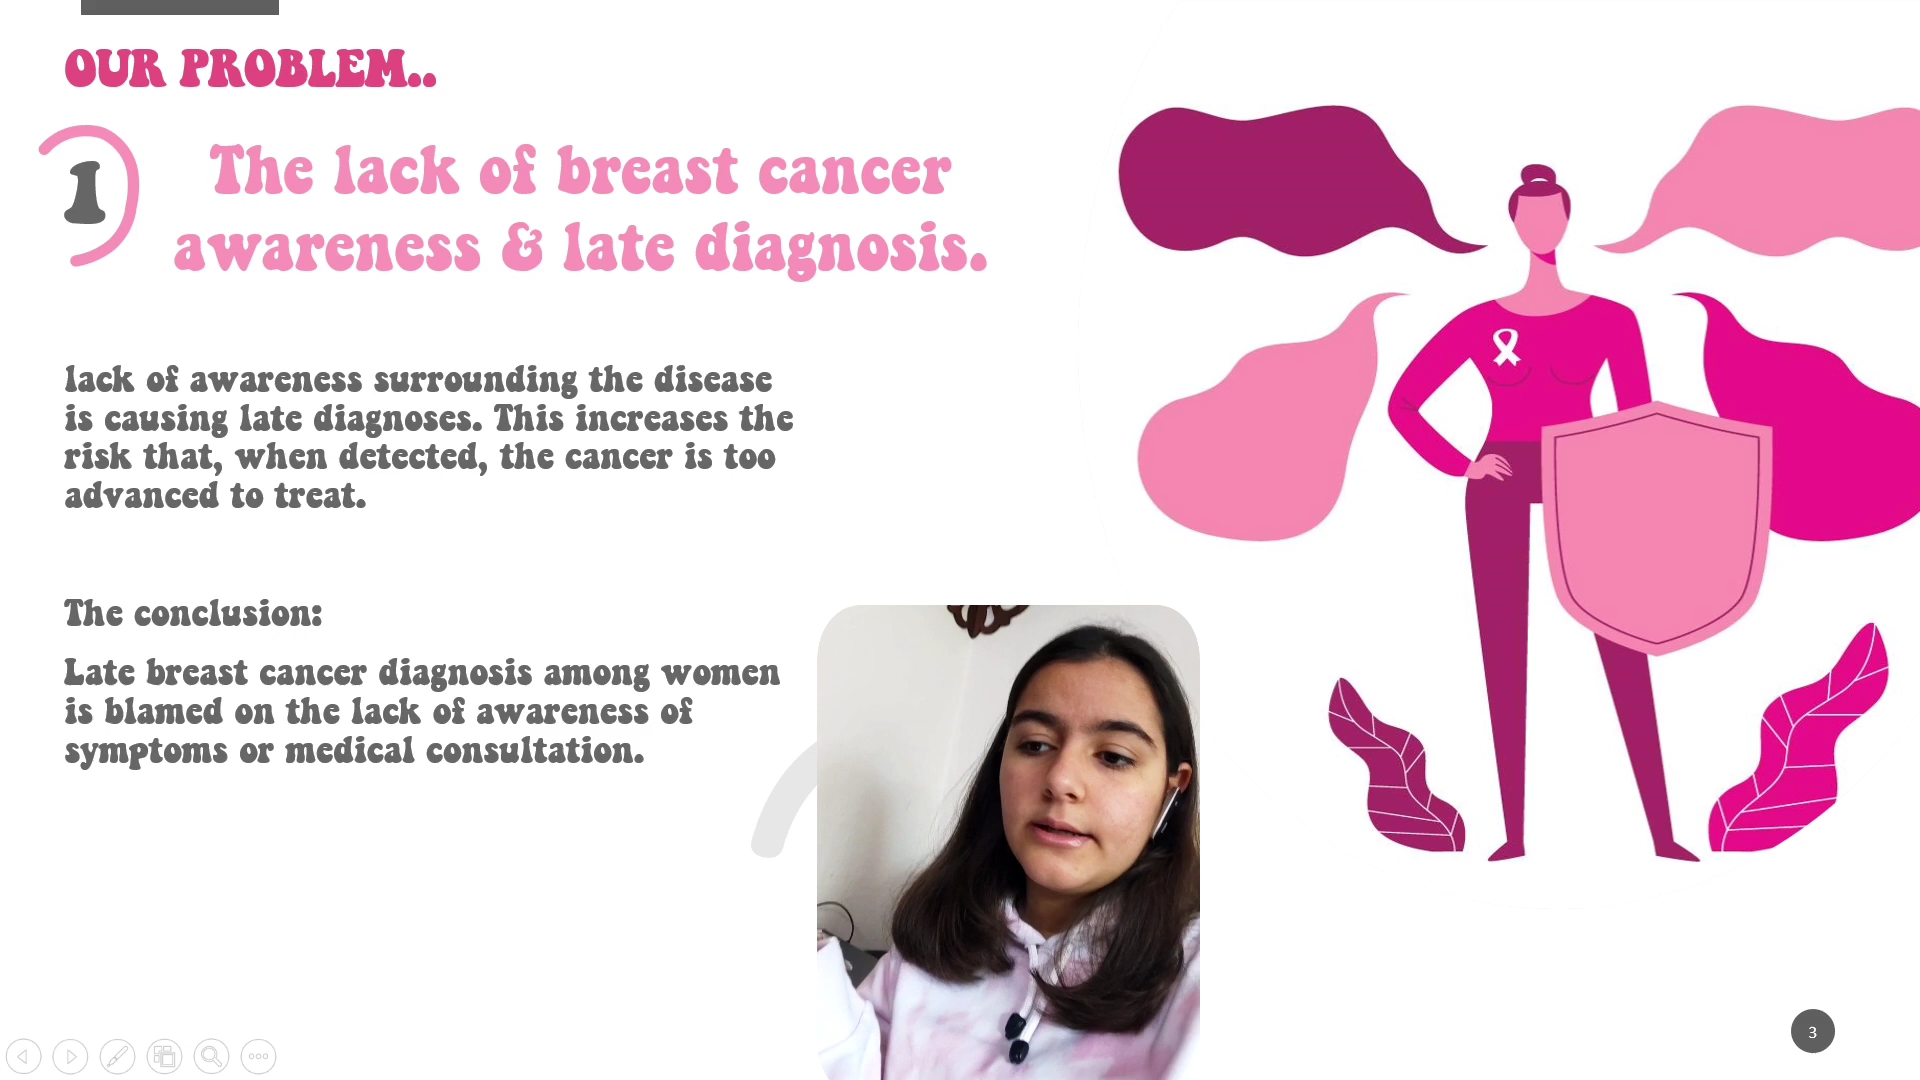 OUR PROBLEM..
1
The lack of breast cancer
awareness & late diagnosis.
lack of awareness surrounding the disease
is causing late diagnoses. This increases the
risk that, when detected, the cancer is too
advanced to treat.
The conclusion:
Late breast cancer diagnosis among women
is blamed on the lack of awareness of
symptoms or medical consultation.
3